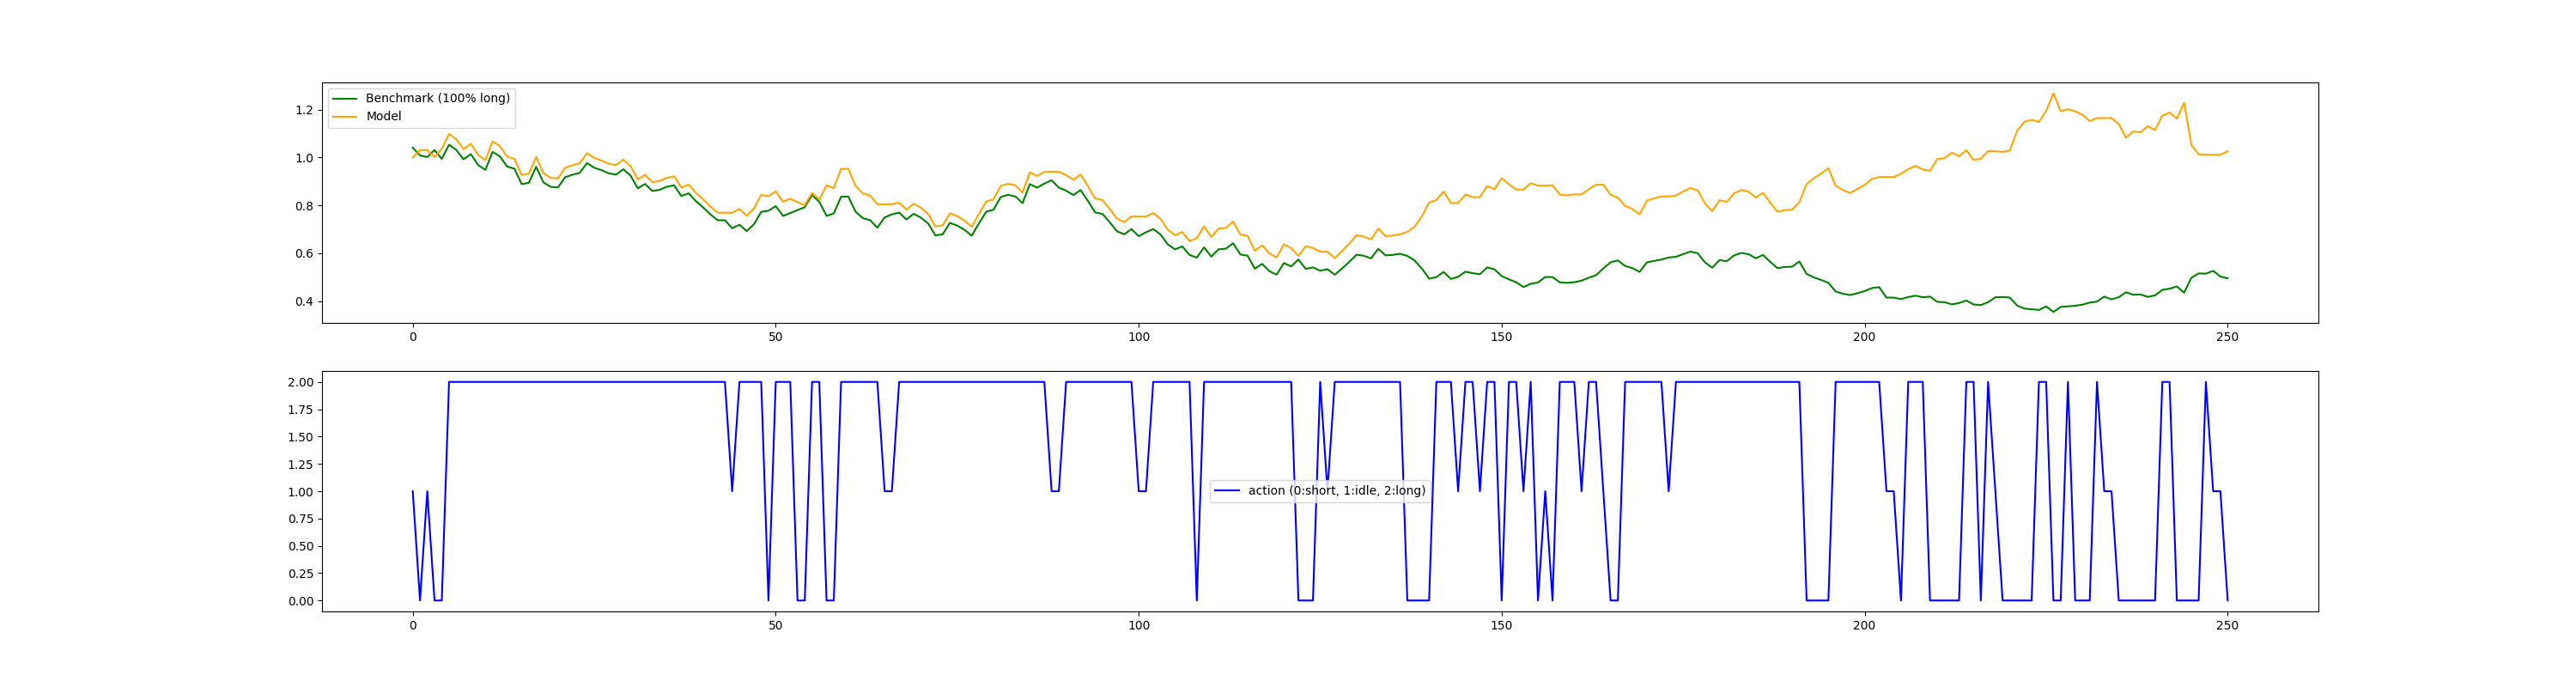 Benchmark (100% long)
Model
1.2
1.0
0.8
0.6
0.4
0 50 100 150 200 250
2.00
1.75
1.50
1.25
1.00
0.75
0.50
0.25
0.00
action (0:short, 1:idle, 2:long)
0 50 100 150 200 250